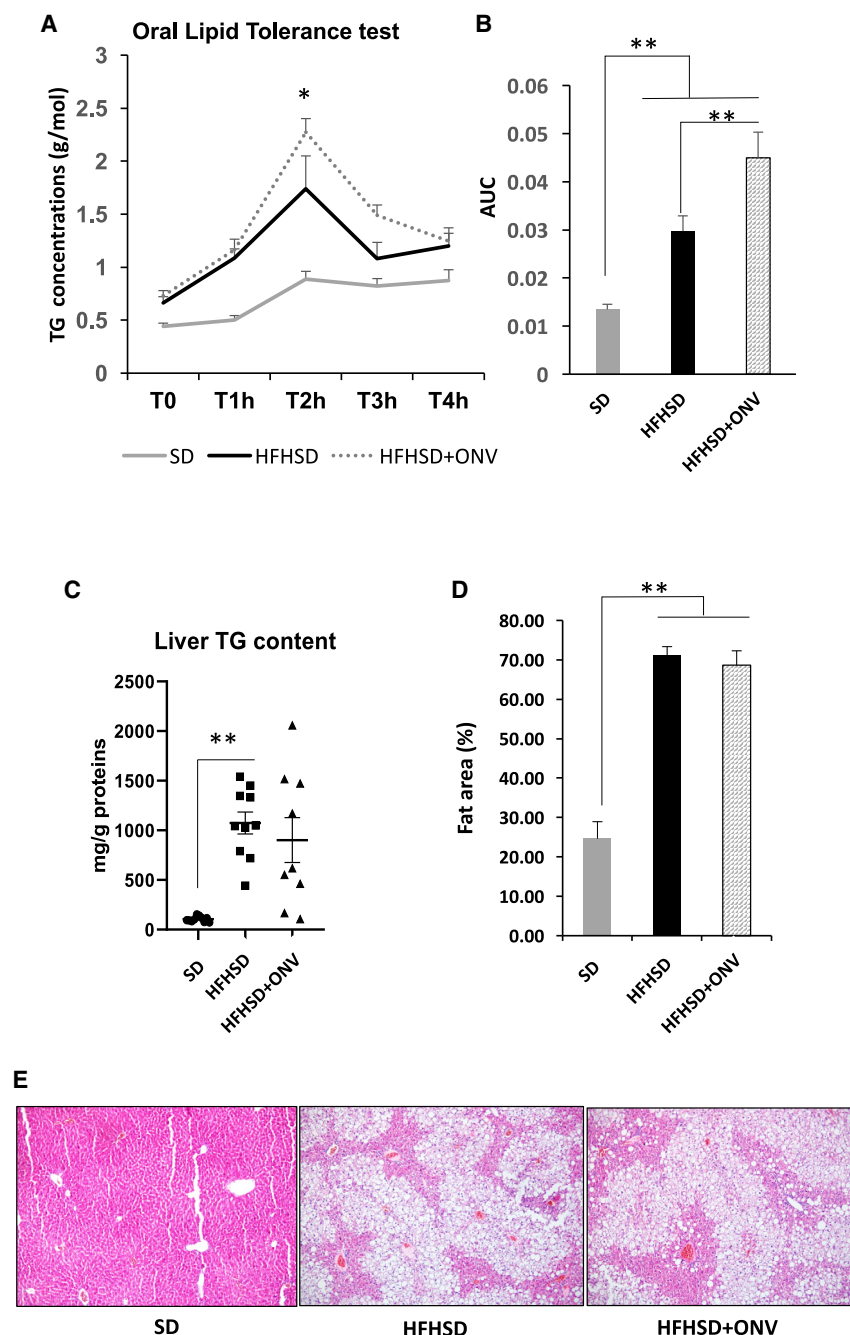 A
Oral Lipid Tolerance test
TG concentrations (g/mol)
3
2.5
2
1.5
1
0.5
0
*
T0 T1h T2h T3h T4h
SD HFHSD HFHSD+ONV
B
AUC
0.06
0.05
0.04
0.03
0.02
0.01
0
**
**
SD
HFHSD
HFHSD+ONV
C
Liver TG content
mg/g proteins
2500
2000
1500
1000
500
0
**
SD
HFHSD
HFHSD+ONV
D
Fat area (%)
80.00
70.00
60.00
50.00
40.00
30.00
20.00
10.00
0.00
**
SD
HFHSD
HFHSD+ONV
E
SD HFHSD HFHSD+ONV